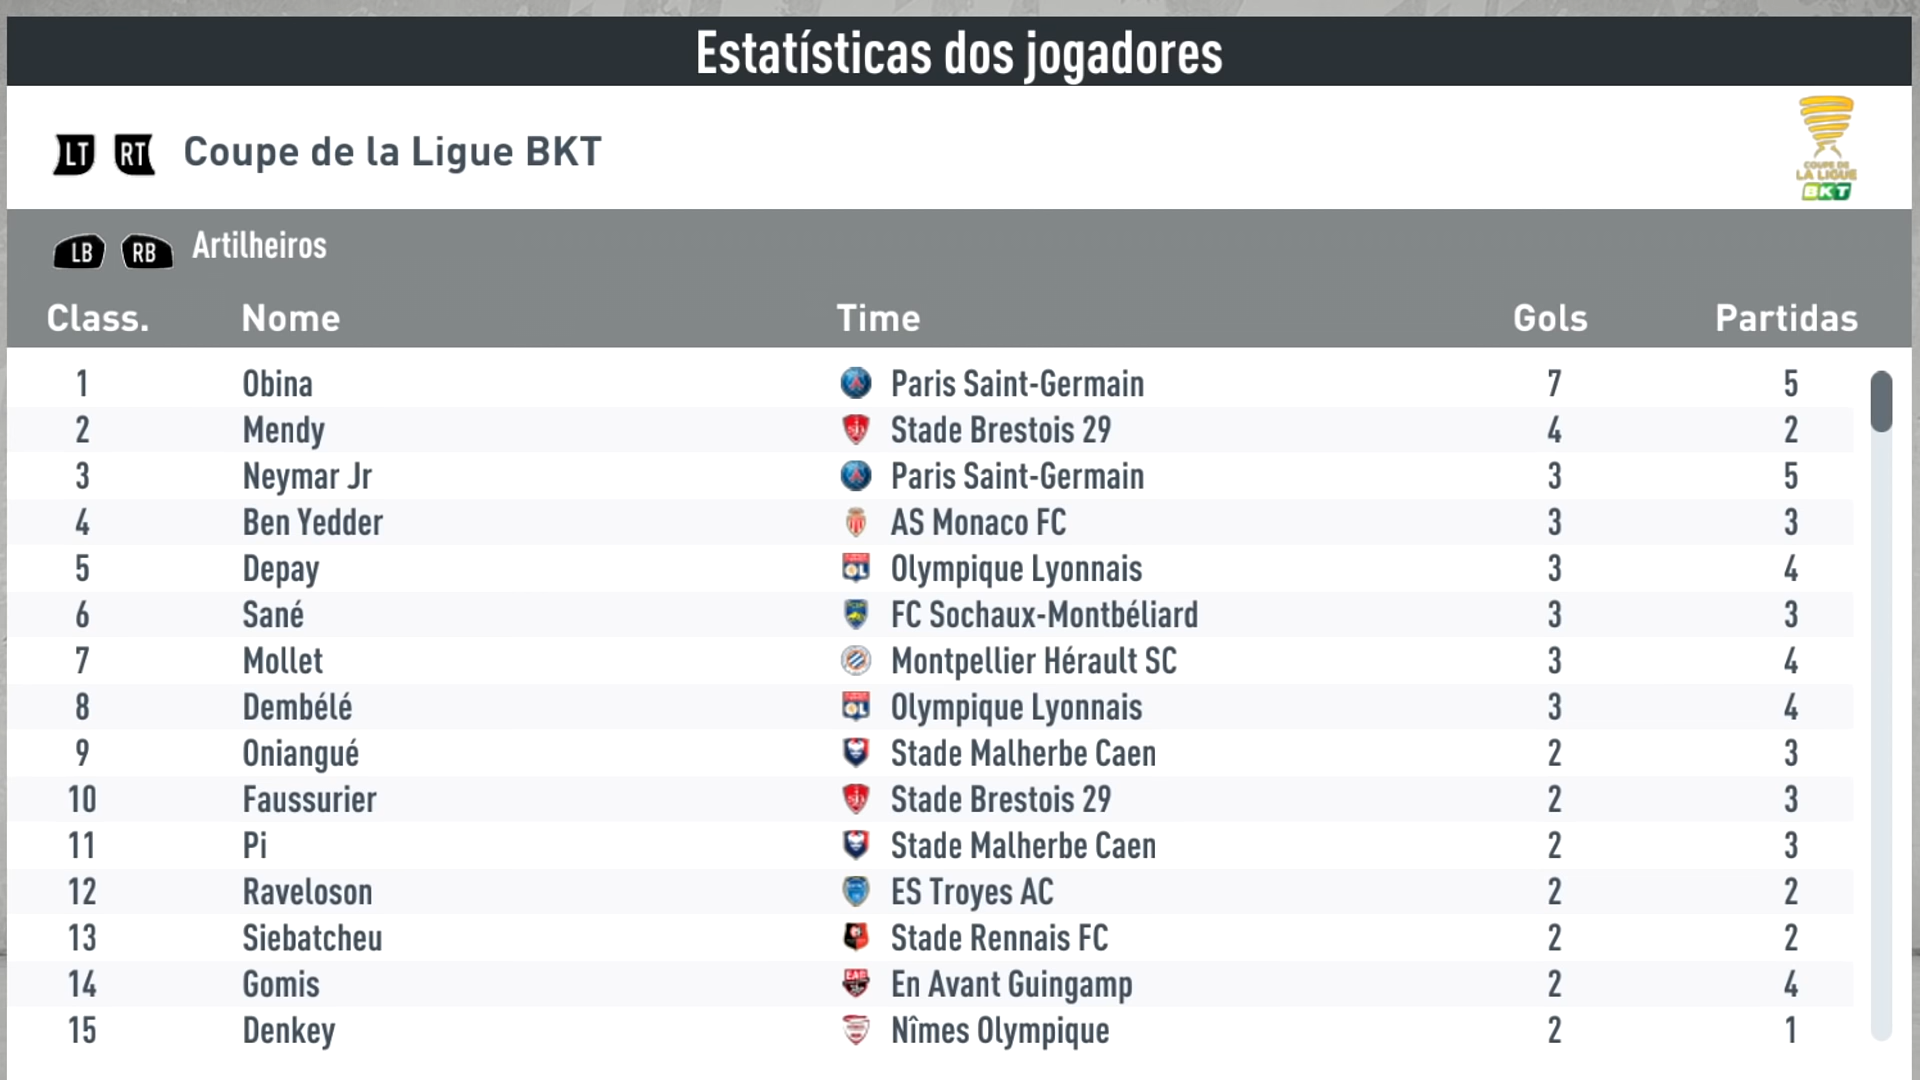 Estatísticas dos jogadores
LT RT Coupe de la Ligue BKT
COUPE DE
LA LIGUE
BKT
LB RB Artilheiros
Class. Nome Time Gols Partidas
1 Obina Paris Saint-Germain 7 5
2 Mendy Stade Brestois 29 4 2
3 Neymar Jr Paris Saint-Germain 3 5
4 Ben Yedder AS Monaco FC 3 3
5 Depay Olympique Lyonnais 3 4
6 Sané FC Sochaux-Montbéliard 3 3
7 Mollet Montpellier Hérault SC 3 4
8 Dembélé Olympique Lyonnais 3 4
9 Oniangué Stade Malherbe Caen 2 3
10 Faussurier Stade Brestois 29 2 3
11 Pi Stade Malherbe Caen 2 3
12 Raveloson ES Troyes AC 2 2
13 Siebatcheu Stade Rennais FC 2 2
14 Gomis En Avant Guingamp 2 4
15 Denkey Nîmes Olympique 2 1